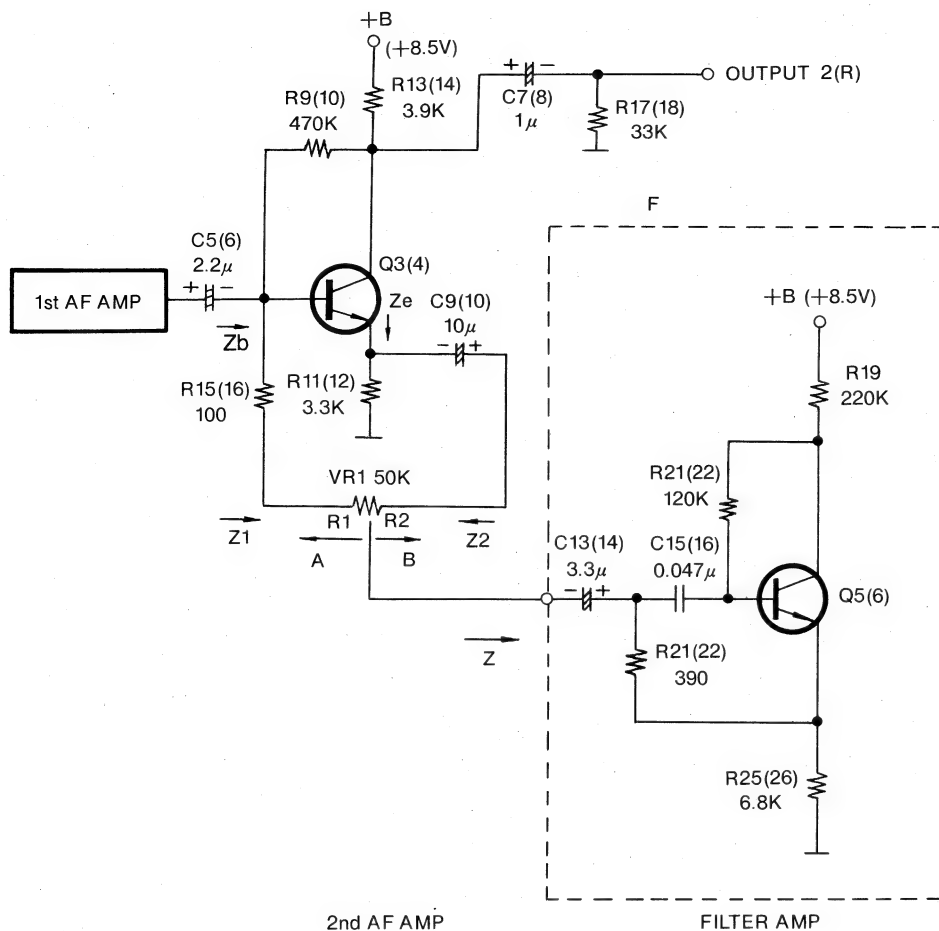 +B
(+8.5V)
R13(14)
3.9K
R9(10)
470K
+ -
C7(8)
1μ
OUTPUT 2(R)
R17(18)
33K
F
C5(6)
2.2μ
+ -
1st AF AMP
Zb
Q3(4)
Ze
C9(10)
10μ
- +
R15(16)
100
R11(12)
3.3K
VR1 50K
R1
R2
Z1
A
B
Z2
+B (+8.5V)
R19
220K
R21(22)
120K
C13(14)
3.3μ
- +
C15(16)
0.047μ
Q5(6)
Z
R21(22)
390
R25(26)
6.8K
2nd AF AMP
FILTER AMP